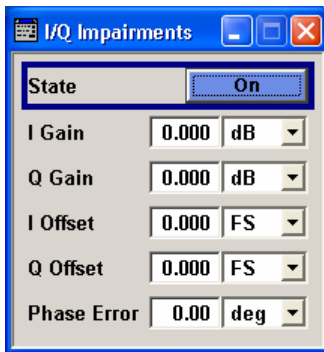 I/Q Impairments
State On
I Gain 0.000 dB
Q Gain 0.000 dB
I Offset 0.000 FS
Q Offset 0.000 FS
Phase Error 0.00 deg